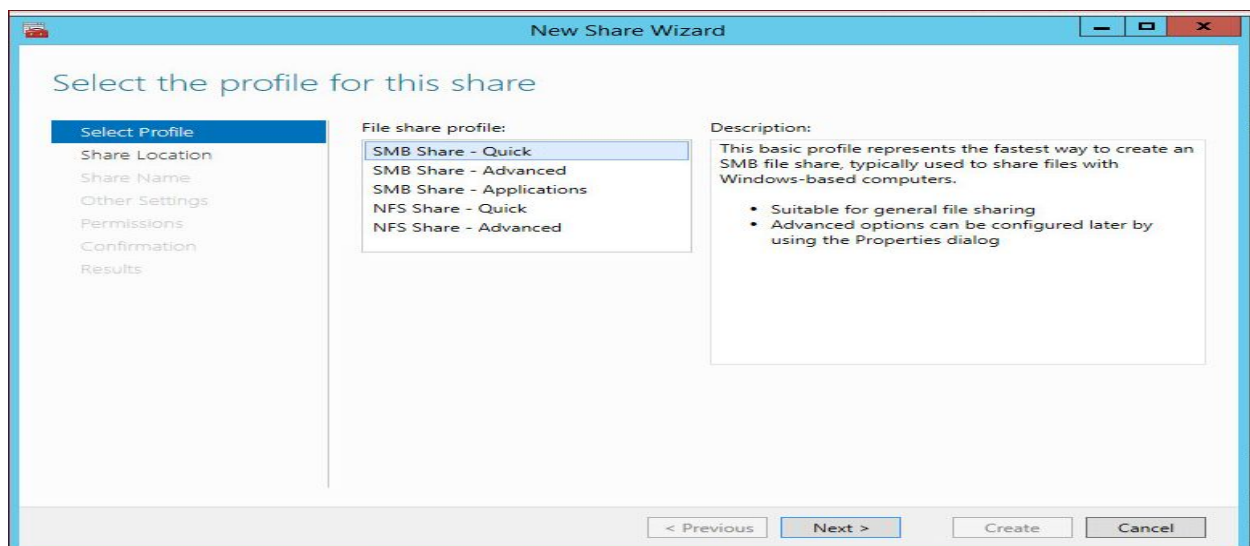 New Share Wizard
Select the profile for this share
Select Profile
Share Location
Share Name
Other Settings
Permissions
Confirmation
Results
File share profile:
SMB Share - Quick
SMB Share - Advanced
SMB Share - Applications
NFS Share - Quick
NFS Share - Advanced
Description:
This basic profile represents the fastest way to create an
SMB file share, typically used to share files with
Windows-based computers.
• Suitable for general file sharing
• Advanced options can be configured later by
using the Properties dialog
< Previous
Next >
Create
Cancel